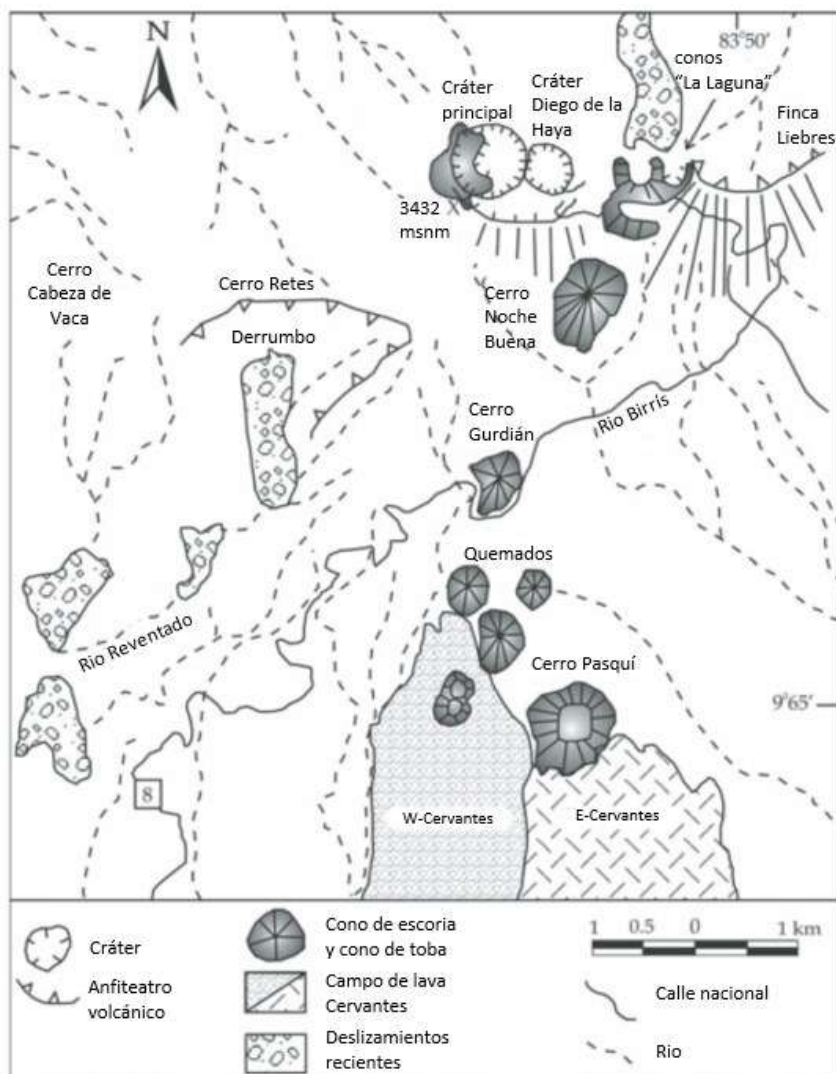 N
83°50'
conos
"La Laguna"
Cráter
principal
Cráter
Diego de la
Haya
Finca
Liebres
3432
msnm
Cerro
Cabeza de
Vaca
Cerro Retes
Derrumbo
Cerro
Noche
Buena
Rio Birrís
Cerro
Gurdián
Quemados
Rio Reventado
Cerro Pasquí
9°65'
8
W-Cervantes
E-Cervantes
Cráter
Anfiteatro
volcánico
Cono de escoria
y cono de toba
Campo de lava
Cervantes
Deslizamientos
recientes
1 0.5 0 1 km
Calle nacional
Rio